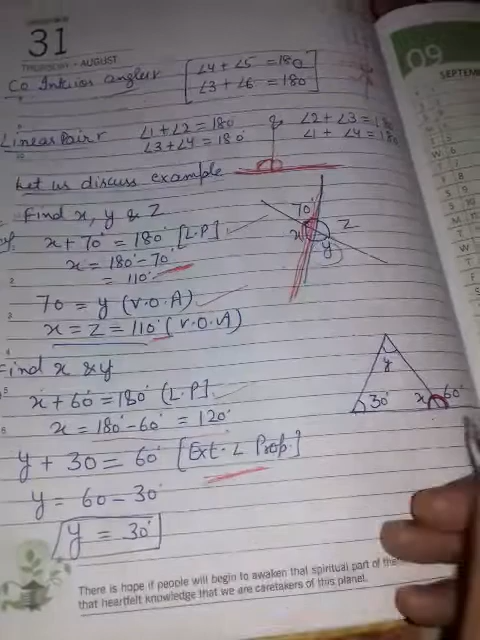 31
THURSDAY • AUGUST
09
SEPTEM
Co Interior angles
∠4 + ∠5 = 180
∠3 + ∠6 = 180
Linear Pair
∠1 + ∠2 = 180
∠3 + ∠4 = 180°
∠2 + ∠3 = 180
∠1 + ∠4 = 180
Let us discuss example
Find x, y & z
x + 70° = 180° [L.P]
x = 180° - 70°
= 110°
70 = y (V.O.A)
x = z = 110° (V.O.A)
70°
x
z
y
Find x & y
x + 60° = 180° (L.P)
x = 180° - 60° = 120°
y + 30 = 60° [Ext. ∠ Prop.]
y = 60 - 30°
y = 30°
y
30°
x
60°
There is hope if people will begin to awaken that spiritual part of the
that heartfelt knowledge that we are caretakers of this planet.